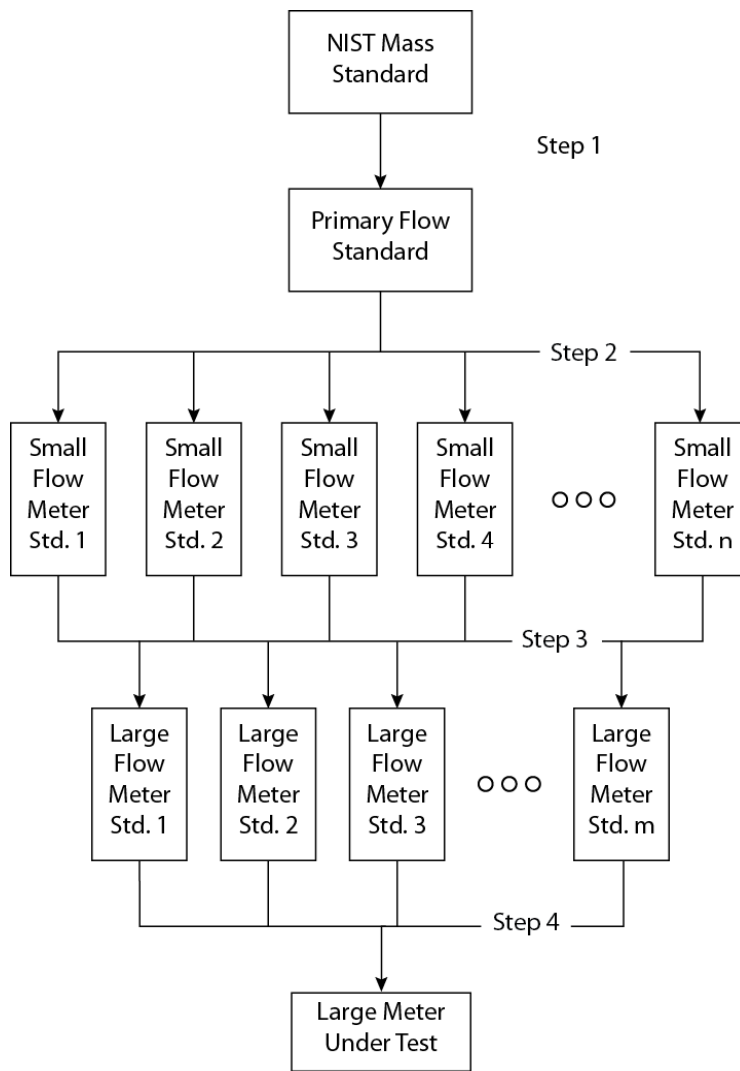 NIST Mass
Standard
Step 1
Primary Flow
Standard
Step 2
Small
Flow
Meter
Std. 1
Small
Flow
Meter
Std. 2
Small
Flow
Meter
Std. 3
Small
Flow
Meter
Std. 4
Small
Flow
Meter
Std. n
Step 3
Large
Flow
Meter
Std. 1
Large
Flow
Meter
Std. 2
Large
Flow
Meter
Std. 3
Large
Flow
Meter
Std. m
Step 4
Large Meter
Under Test